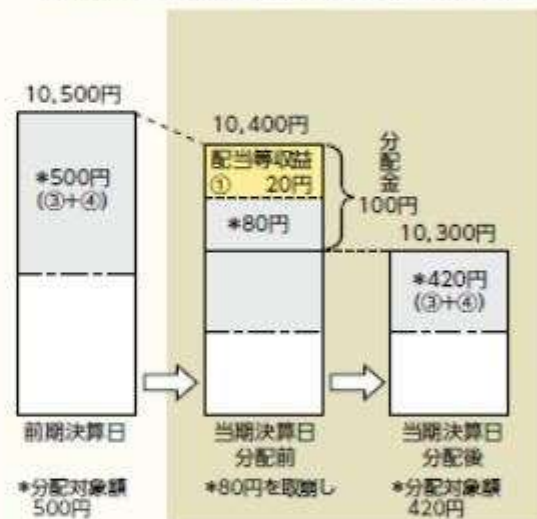 10,500円
*500円
(③+④)
前期決算日
*分配対象額
500円
10,400円
配当等収益
① 20円
*80円
分配金
100円
当期決算日
分配前
*80円を取崩し
10,300円
*420円
(③+④)
当期決算日
分配後
*分配対象額
420円